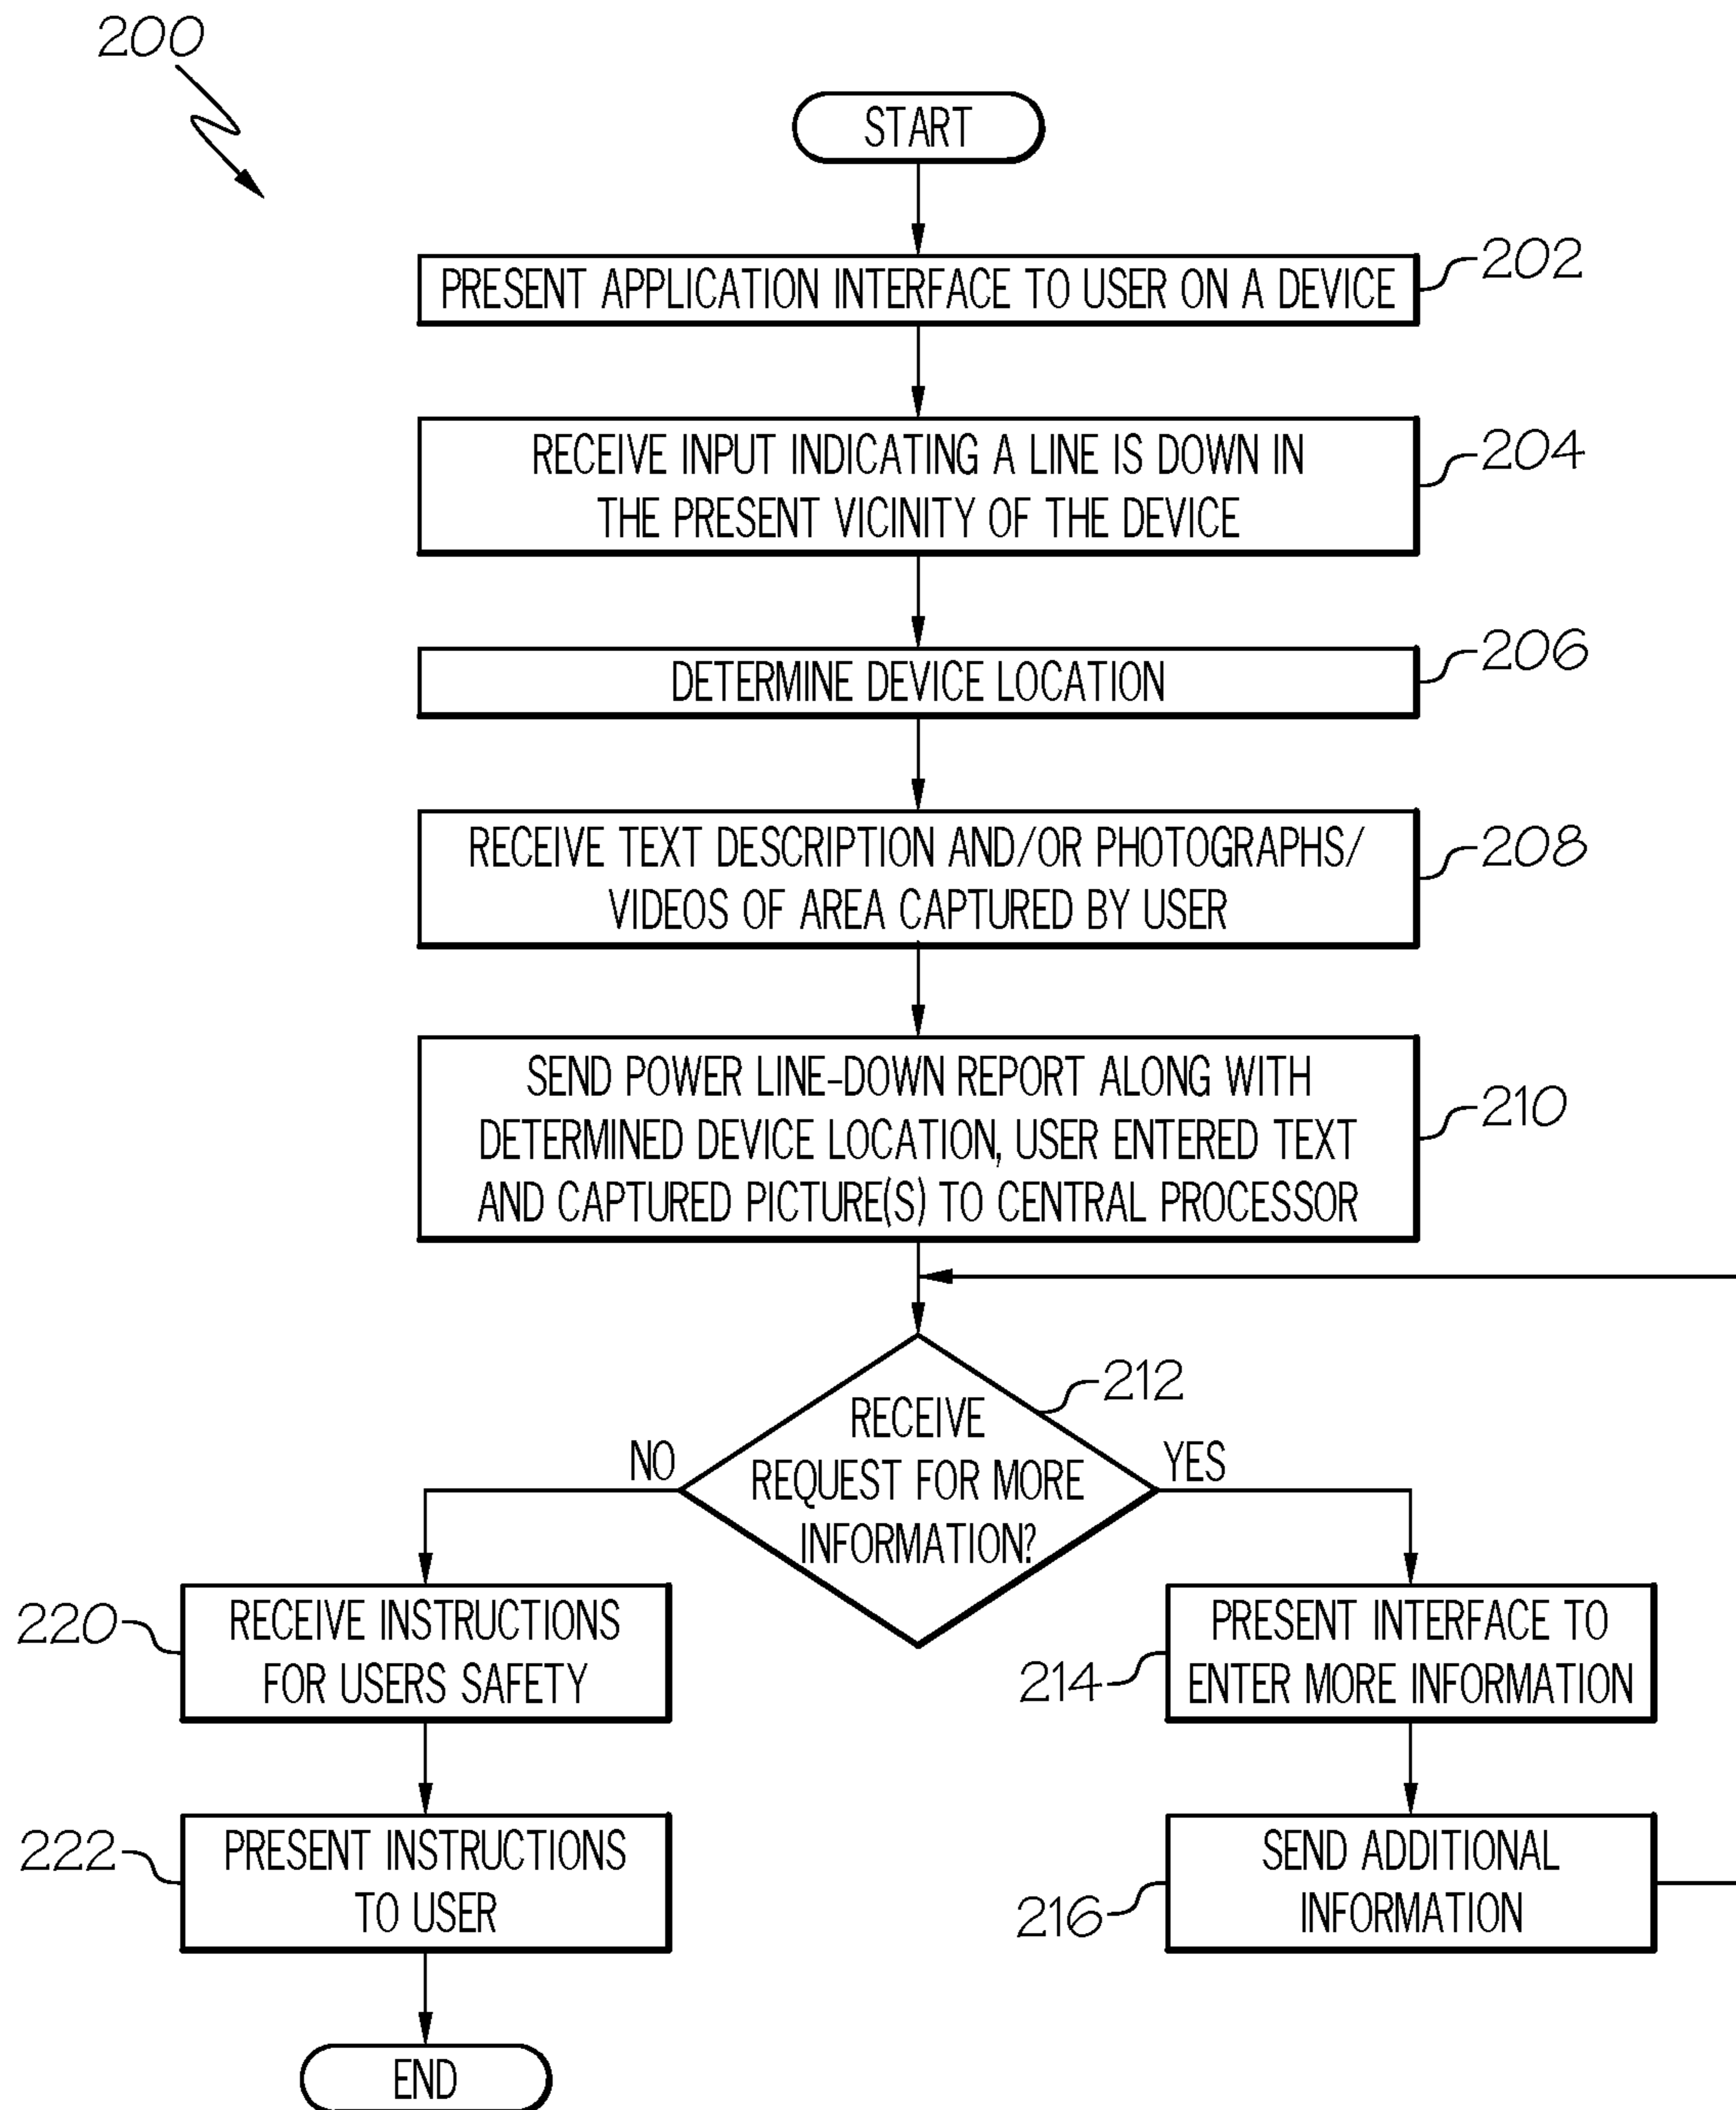 200
START
PRESENT APPLICATION INTERFACE TO USER ON A DEVICE
202
RECEIVE INPUT INDICATING A LINE IS DOWN IN
THE PRESENT VICINITY OF THE DEVICE
204
DETERMINE DEVICE LOCATION
206
RECEIVE TEXT DESCRIPTION AND/OR PHOTOGRAPHS/
VIDEOS OF AREA CAPTURED BY USER
208
SEND POWER LINE-DOWN REPORT ALONG WITH
DETERMINED DEVICE LOCATION, USER ENTERED TEXT
AND CAPTURED PICTURE(S) TO CENTRAL PROCESSOR
210
RECEIVE
REQUEST FOR MORE
INFORMATION?
212
NO
YES
220
RECEIVE INSTRUCTIONS
FOR USERS SAFETY
214
PRESENT INTERFACE TO
ENTER MORE INFORMATION
222
PRESENT INSTRUCTIONS
TO USER
216
SEND ADDITIONAL
INFORMATION
END